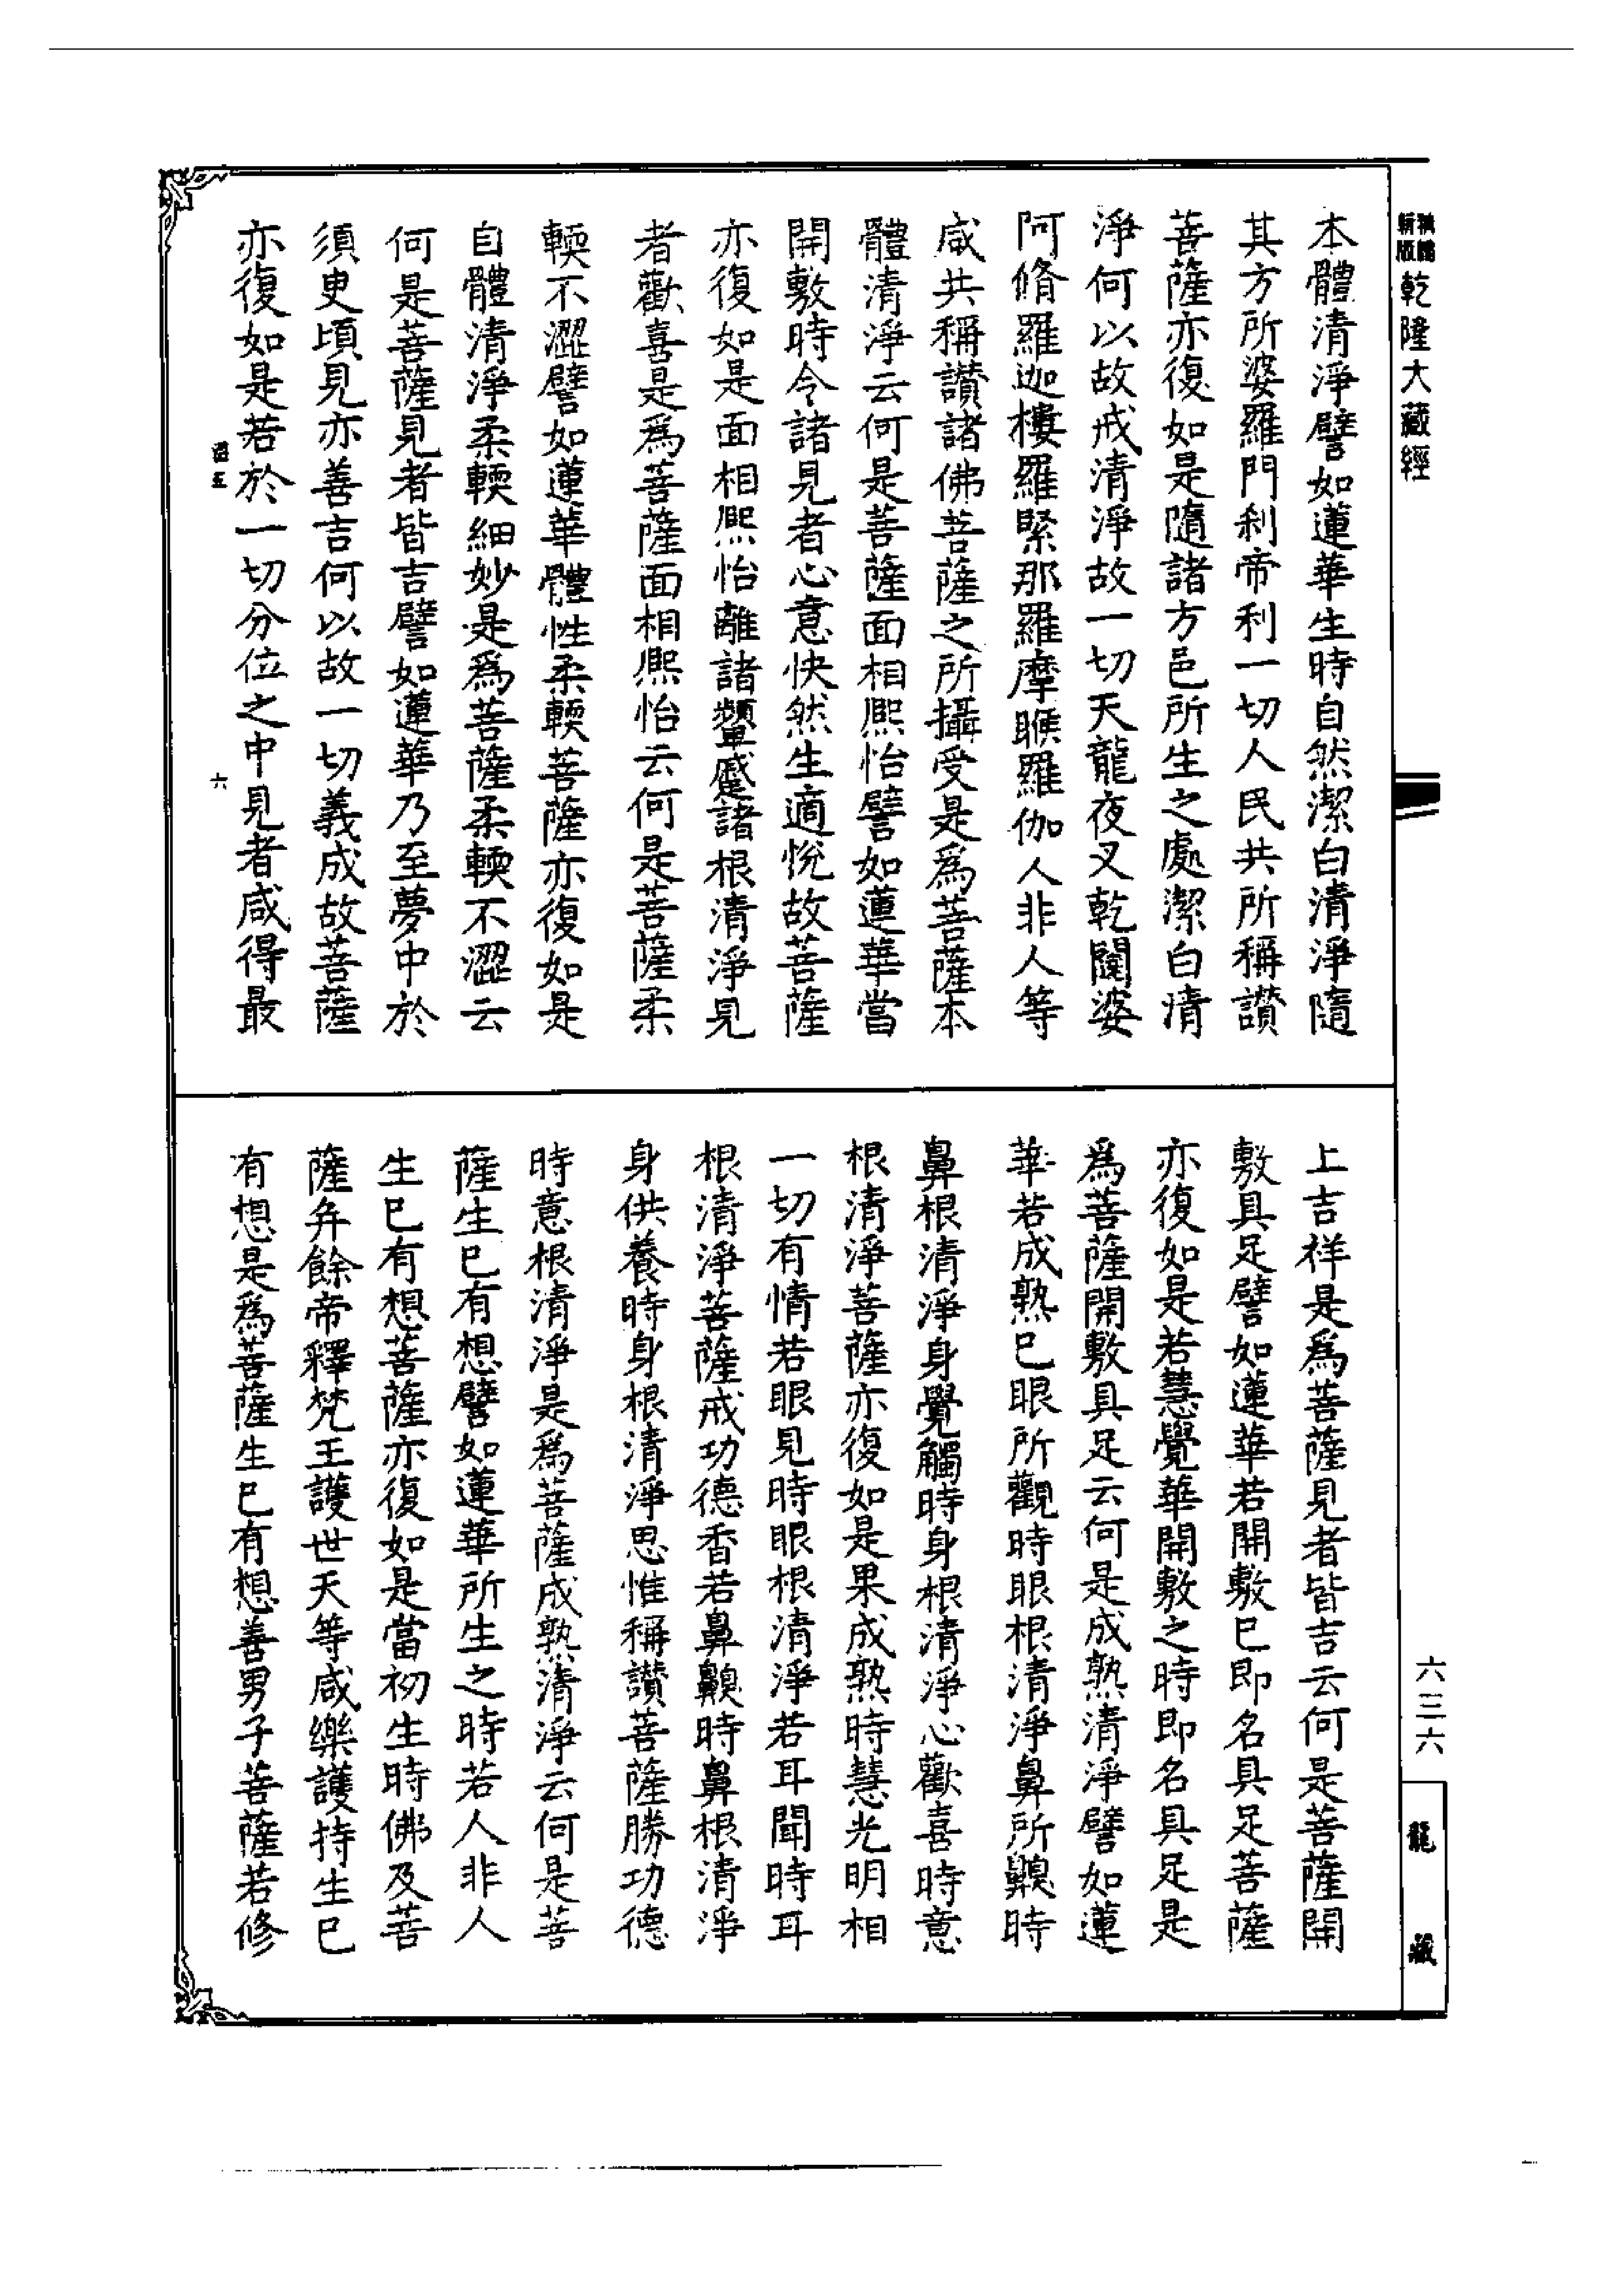 新版
乾隆大藏經
本體清淨譬如蓮華生時自然潔白清淨隨
其方所婆羅門刹帝利一切人民共所稱讚
菩薩亦復如是隨諸方邑所生之處潔白清
淨何以故戒清淨故一切天龍夜叉乾闥婆
阿脩羅迦樓羅緊那羅摩睺羅伽人非人等
咸共稱讚諸佛菩薩之所攝受是爲菩薩本
體清淨云何是菩薩面相熈怡譬如蓮華當
開敷時令諸見者心意快然生適悅故菩薩
亦復如是面相熈怡離諸顰蹙諸根清淨見
者歡喜是爲菩薩面相熈怡云何是菩薩柔
輭不澀譬如蓮華體性柔輭菩薩亦復如是
自體清淨柔輭細妙是爲菩薩柔輭不澀云
何是菩薩見者皆吉譬如蓮華乃至夢中於
須臾頃見亦善吉何以故一切義成故菩薩
亦復如是若於一切分位之中見者咸得最
六
上吉祥是爲菩薩見者皆吉云何是菩薩開
敷具足譬如蓮華若開敷已即名具足菩薩
亦復如是若慧覺華開敷之時即名具足是
爲菩薩開敷具足云何是成熟清淨譬如蓮
華若成熟已眼所觀時眼根清淨鼻所齅時
鼻根清淨身覺觸時身根清淨心歡喜時意
根清淨菩薩亦復如是果成熟時慧光明相
一切有情若眼見時眼根清淨若耳聞時耳
根清淨菩薩戒功德香若鼻齅時鼻根清淨
身供養時身根清淨思惟稱讚菩薩勝功德
時意根清淨是爲菩薩成熟清淨云何是菩
薩生已有想譬如蓮華所生之時若人非人
生已有想菩薩亦復如是當初生時佛及菩
薩弁餘帝釋梵王護世天等咸樂護持生已
有想是爲菩薩生已有想善男子菩薩若修
六三六
龍藏